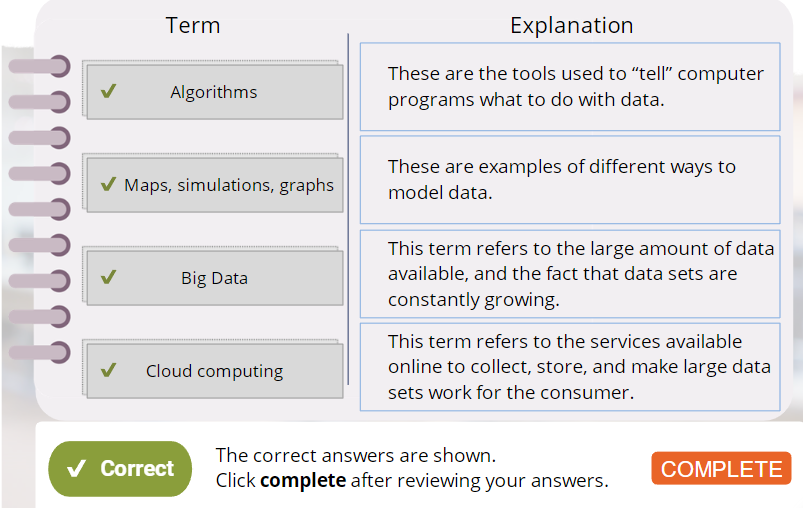 Term
Explanation
Algorithms
These are the tools used to “tell” computer
programs what to do with data.
Maps, simulations, graphs
These are examples of different ways to
model data.
Big Data
This term refers to the large amount of data
available, and the fact that data sets are
constantly growing.
Cloud computing
This term refers to the services available
online to collect, store, and make large data
sets work for the consumer.
Correct
The correct answers are shown.
Click complete after reviewing your answers.
COMPLETE